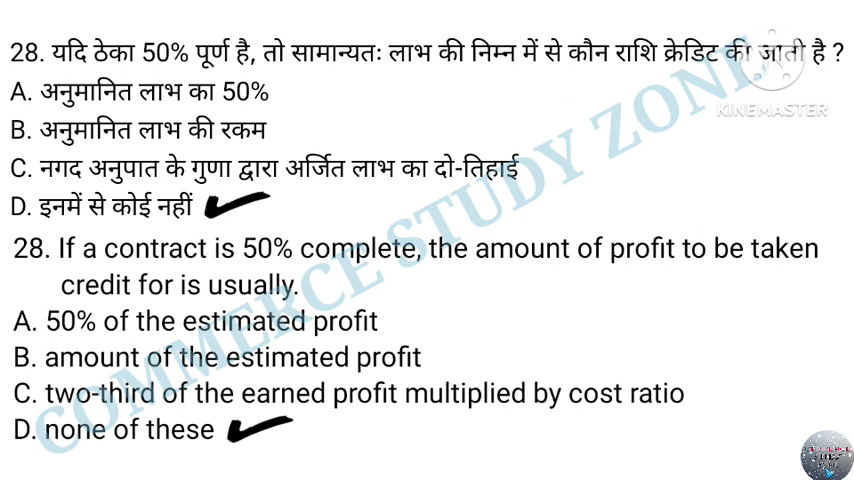 28. यदि ठेका 50% पूर्ण है, तो सामान्यतः लाभ की निम्न में से कौन राशि क्रेडिट की जाती है ?
KINEMASTER
A. अनुमानित लाभ का 50%
B. अनुमानित लाभ की रकम
C. नगद अनुपात के गुणा द्वारा अर्जित लाभ का दो-तिहाई
D. इनमें से कोई नहीं
28. If a contract is 50% complete, the amount of profit to be taken
credit for is usually.
A. 50% of the estimated profit
B. amount of the estimated profit
C. two-third of the earned profit multiplied by cost ratio
D. none of these
COMMERCE STUDY ZONE